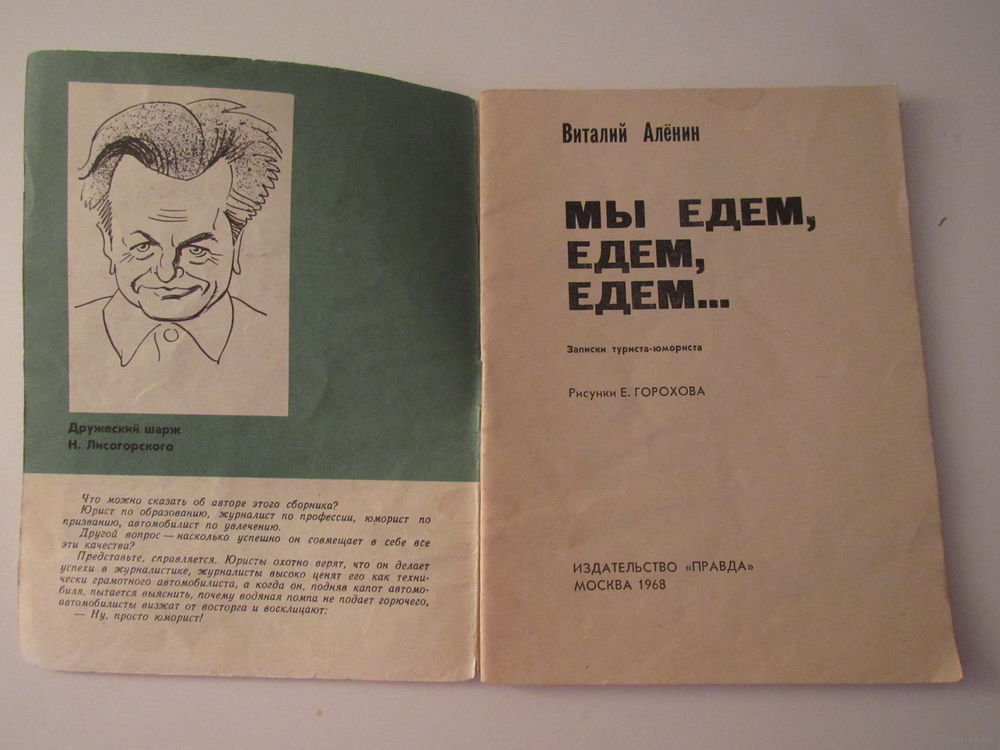 Дружеский шарж
Н. Лисогорского
Что можно сказать об авторе этого сборника?
Юрист по образованию, журналист по профессии, юморист по
призванию, автомобилист по увлечению.
Другой вопрос — насколько успешно он совмещает в себе все
эти качества?
Представьте, справляется. Юристы охотно верят, что он делает
успехи в журналистике, журналисты высоко ценят его как техни-
чески грамотного автомобилиста, а когда он, подняв капот автомо-
биля, пытается выяснить, почему водяная помпа не подает горючего,
автомобилисты визжат от восторга и восклицают:
— Ну, просто юморист!
Виталий Алёнин
МЫ ЕДЕМ,
ЕДЕМ,
ЕДЕМ...
Записки туриста-юмориста
Рисунки Е. ГОРОХОВА
ИЗДАТЕЛЬСТВО «ПРАВДА»
МОСКВА 1968